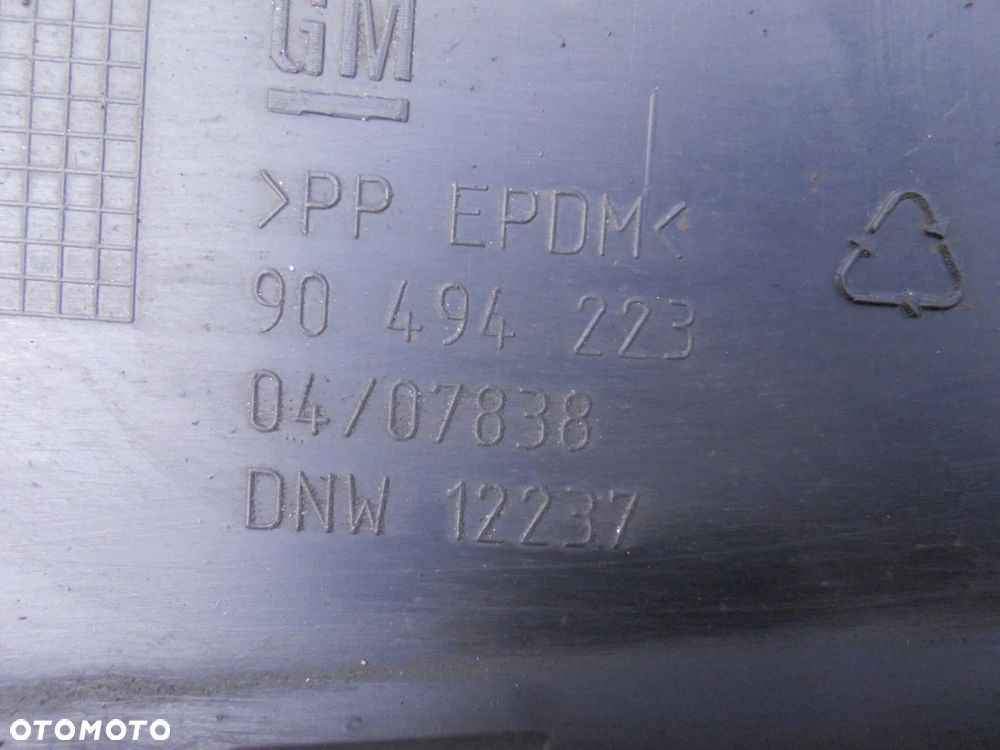 GM
>PP EPDM<
90 494 223
04/07838
DNW 12237
OTOMOTO